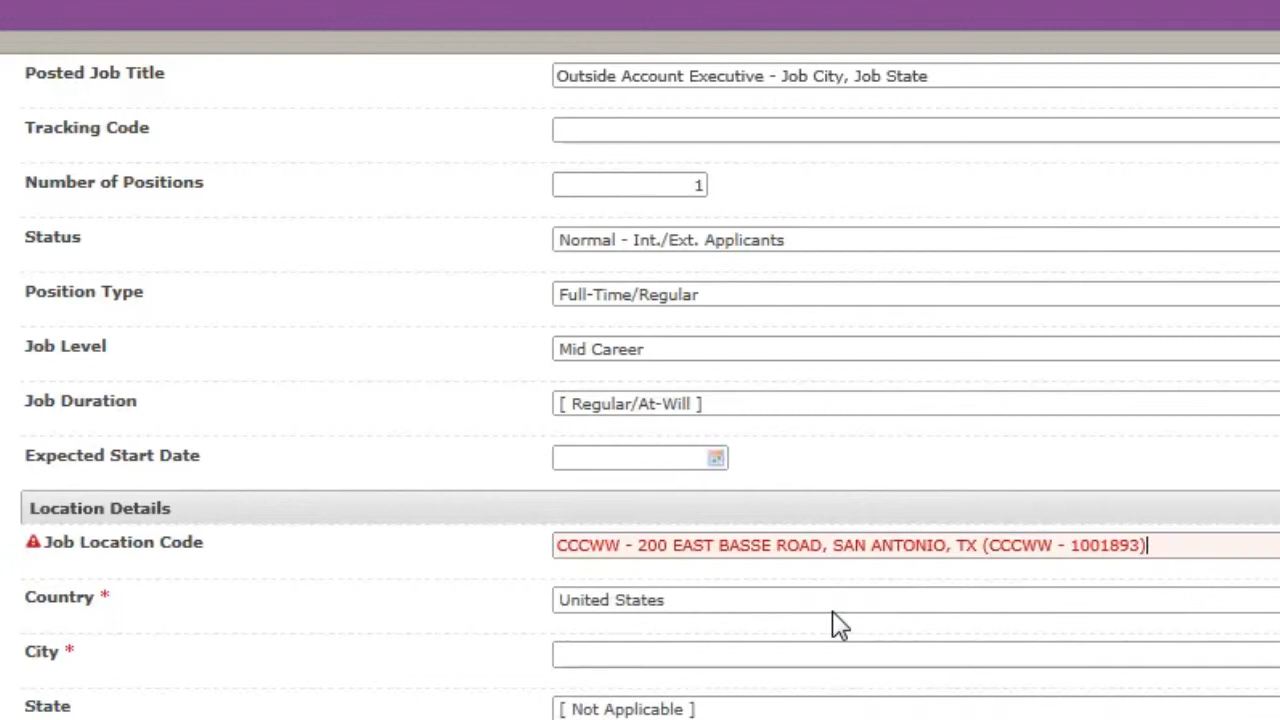 Posted Job Title
Outside Account Executive - Job City, Job State
Tracking Code
Number of Positions
1
Status
Normal - Int./Ext. Applicants
Position Type
Full-Time/Regular
Job Level
Mid Career
Job Duration
[ Regular/At-Will ]
Expected Start Date
Location Details
Job Location Code
CCCWW - 200 EAST BASSE ROAD, SAN ANTONIO, TX (CCCWW - 1001893)
Country *
United States
City *
State
[ Not Applicable ]